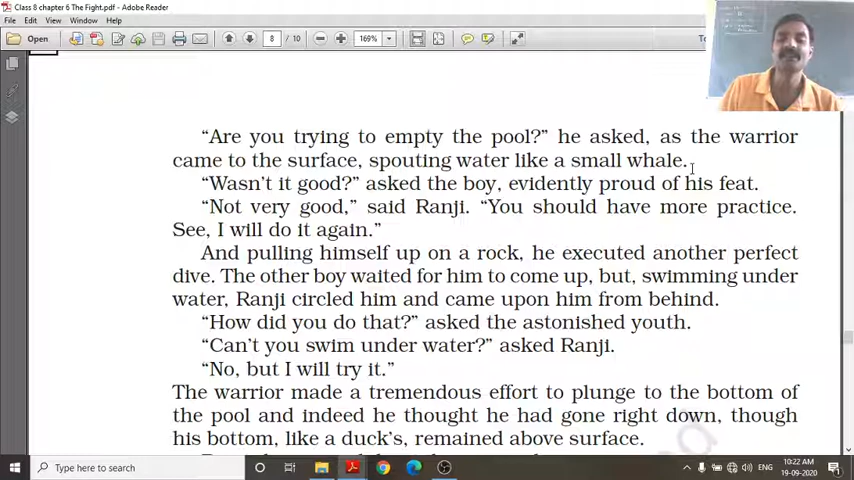 Class 8 chapter 6 The Fight.pdf - Adobe Reader
File Edit View Window Help
Open 8 / 10 169%
“Are you trying to empty the pool?” he asked, as the warrior
came to the surface, spouting water like a small whale.
“Wasn’t it good?” asked the boy, evidently proud of his feat.
“Not very good,” said Ranji. “You should have more practice.
See, I will do it again.”
And pulling himself up on a rock, he executed another perfect
dive. The other boy waited for him to come up, but, swimming under
water, Ranji circled him and came upon him from behind.
“How did you do that?” asked the astonished youth.
“Can’t you swim under water?” asked Ranji.
“No, but I will try it.”
The warrior made a tremendous effort to plunge to the bottom of
the pool and indeed he thought he had gone right down, though
his bottom, like a duck’s, remained above surface.
Type here to search
ENG
10:22 AM
19-09-2020